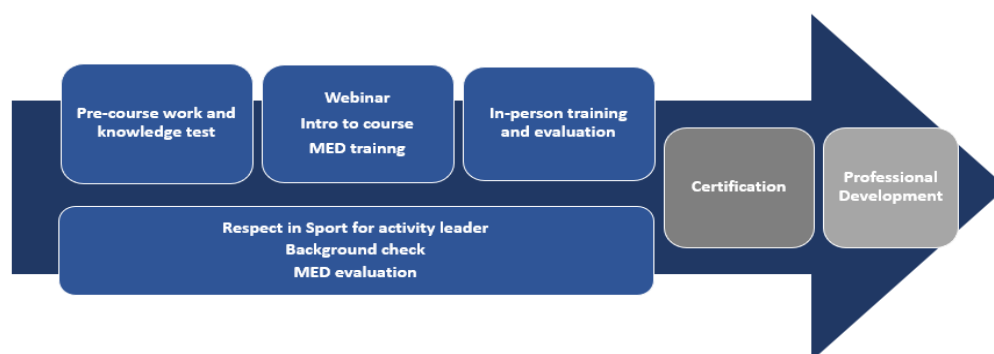 Pre-course work and
knowledge test
Webinar
Intro to course
MED trainng
In-person training
and evaluation
Respect in Sport for activity leader
Background check
MED evaluation
Certification
Professional
Development